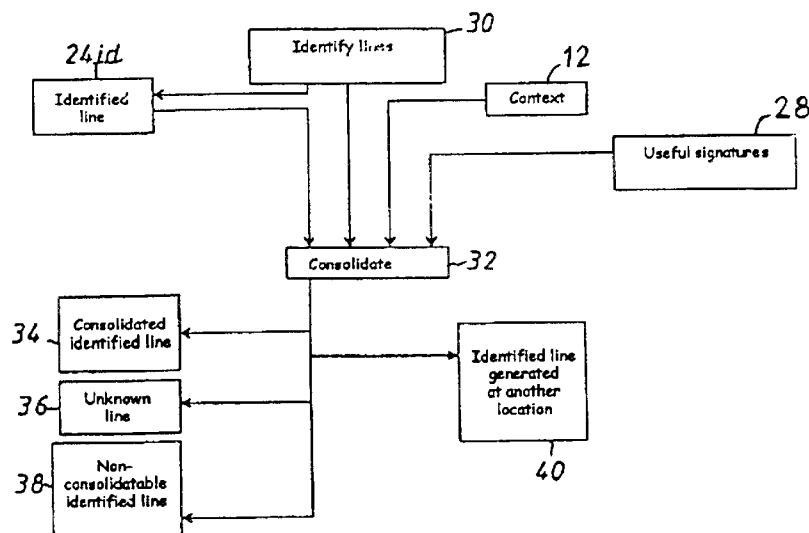 30
Identify lines
24id
Identified
line
12
Context
28
Useful signatures
Consolidate
32
34
Consolidated
identified line
36
Unknown
line
38
Non-
consolidatable
identified line
Identified line
generated
at another
location
40